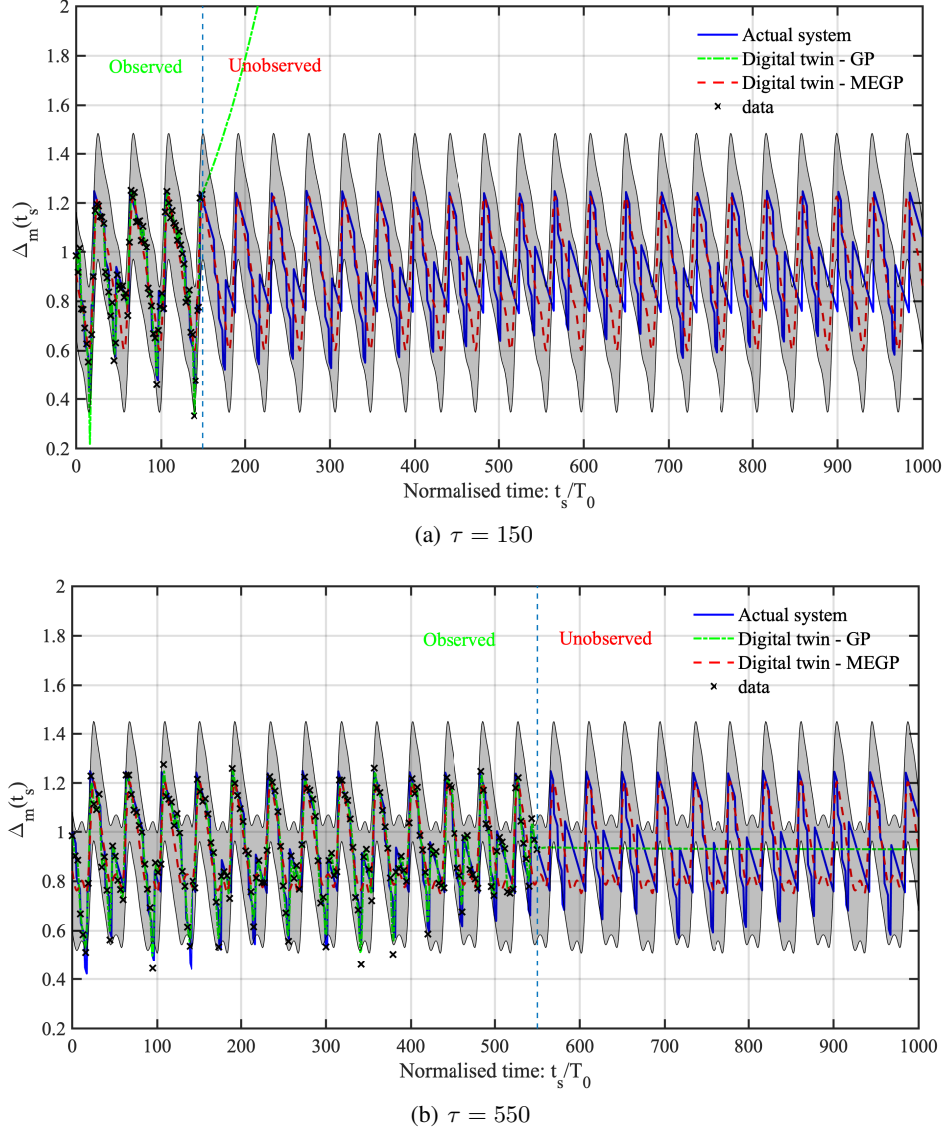 2
1.8
1.6
1.4
1.2
1
0.8
0.6
0.4
0.2
Δm(ts)
Observed
Unobserved
Actual system
Digital twin - GP
Digital twin - MEGP
data
0 100 200 300 400 500 600 700 800 900 1000
Normalised time: ts/T0
(a) τ = 150
2
1.8
1.6
1.4
1.2
1
0.8
0.6
0.4
0.2
Δm(ts)
Observed
Unobserved
Actual system
Digital twin - GP
Digital twin - MEGP
data
0 100 200 300 400 500 600 700 800 900 1000
Normalised time: ts/T0
(b) τ = 550